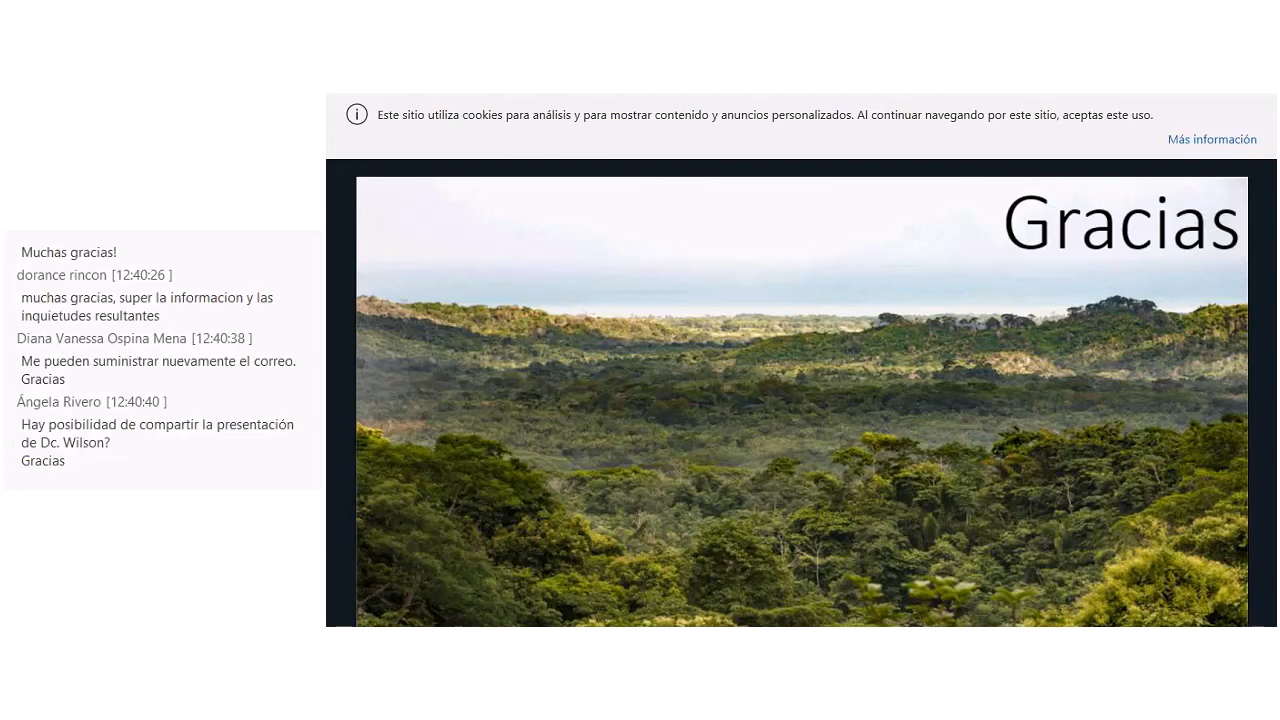 Muchas gracias!
dorance rincon [12:40:26 ]
muchas gracias, super la informacion y las
inquietudes resultantes
Diana Vanessa Ospina Mena [12:40:38 ]
Me pueden suministrar nuevamente el correo.
Gracias
Ángela Rivero [12:40:40 ]
Hay posibilidad de compartir la presentación
de Dc. Wilson?
Gracias
Este sitio utiliza cookies para análisis y para mostrar contenido y anuncios personalizados. Al continuar navegando por este sitio, aceptas este uso.
Más información
Gracias